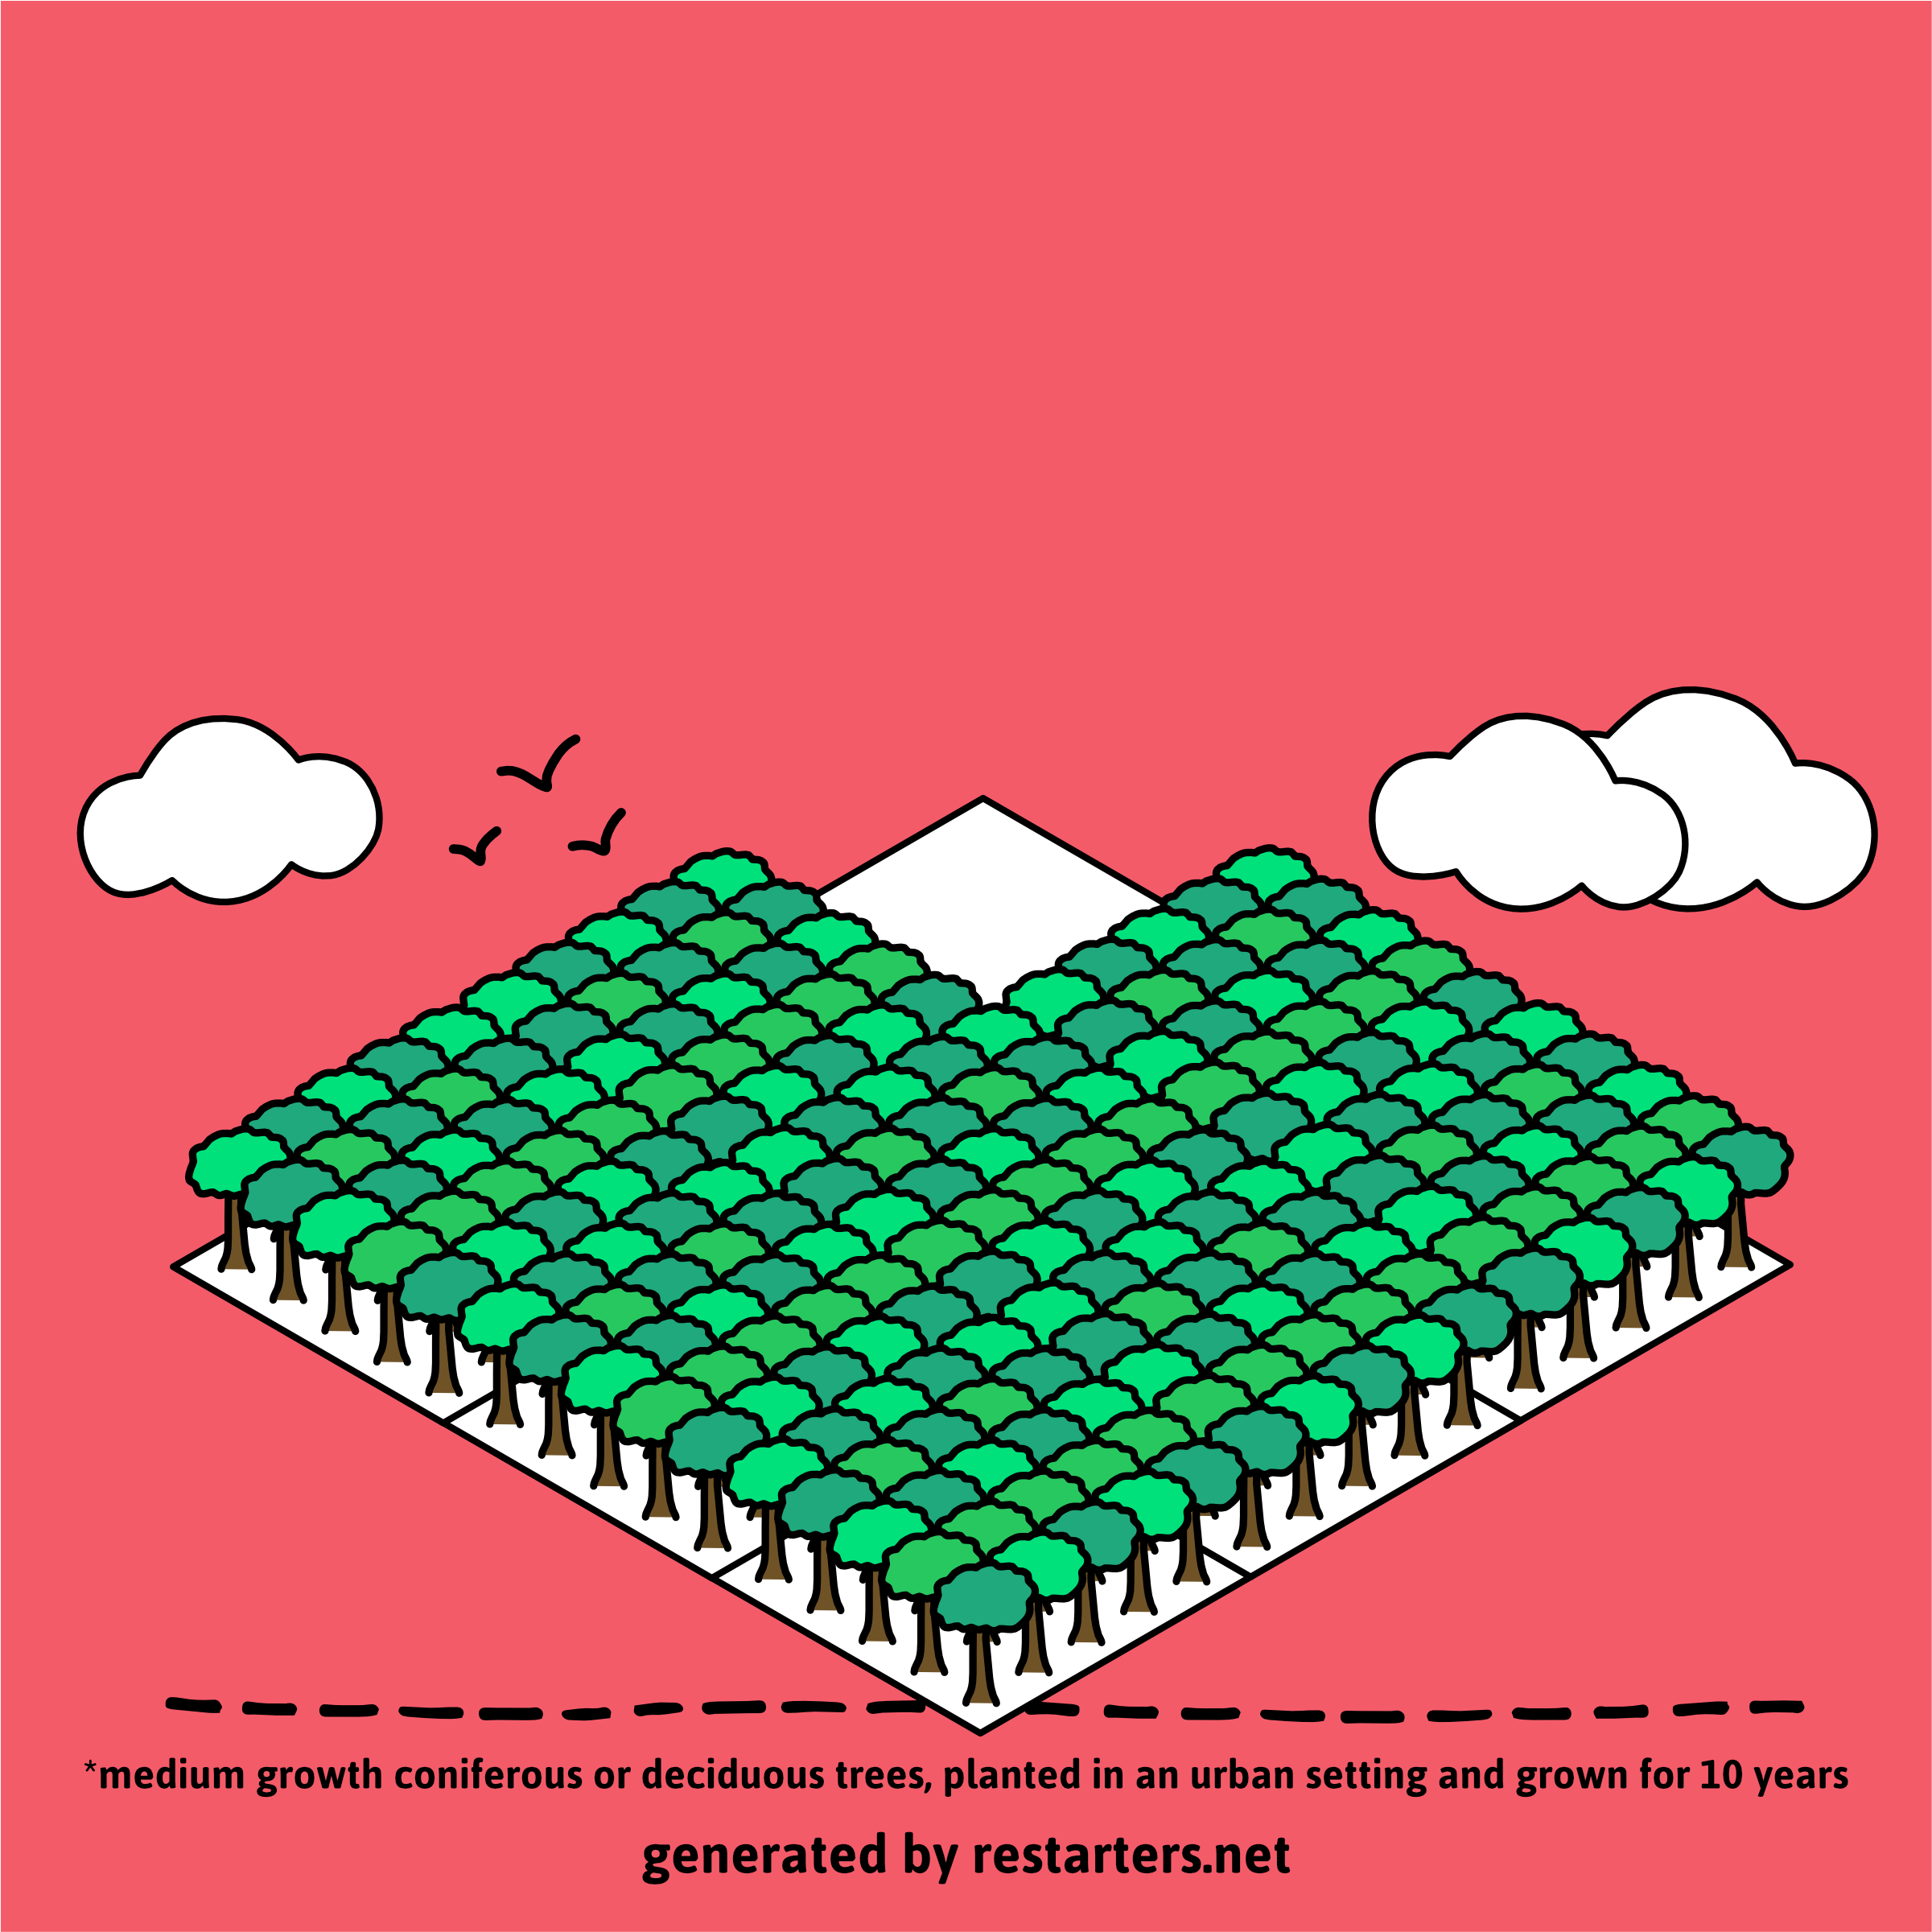 *medium growth coniferous or deciduous trees, planted in an urban setting and grown for 10 years
generated by restarters.net